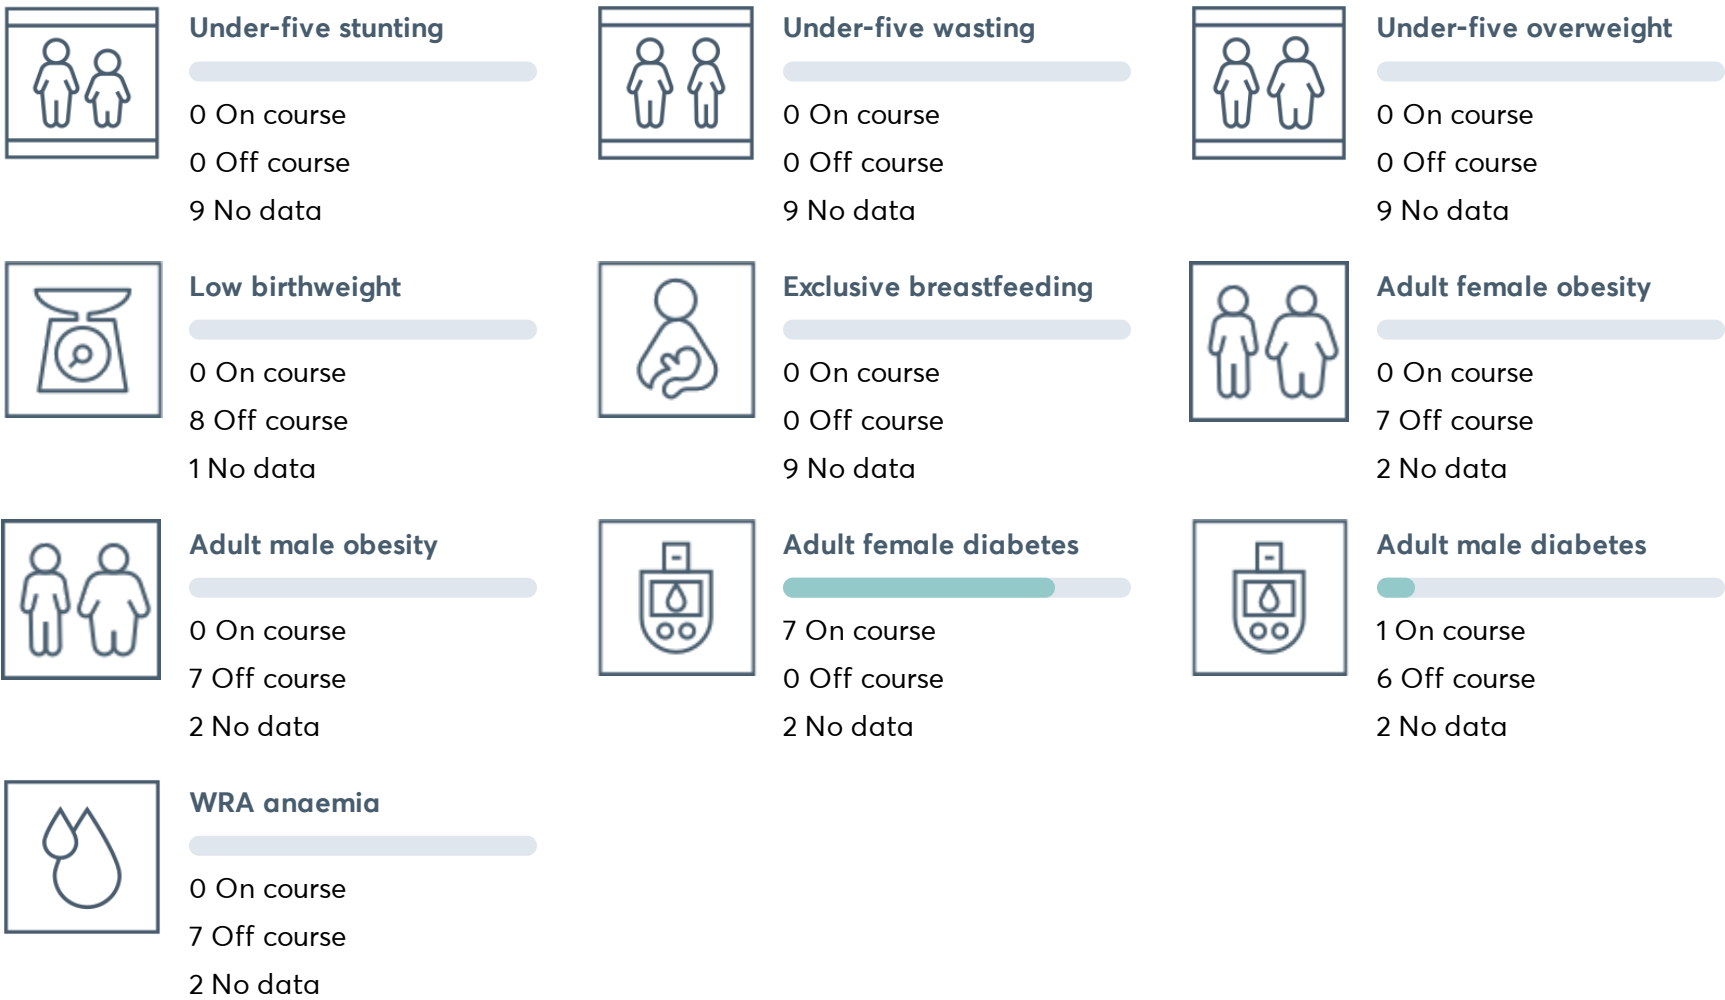 Under-five stunting
0 On course
0 Off course
9 No data
Under-five wasting
0 On course
0 Off course
9 No data
Under-five overweight
0 On course
0 Off course
9 No data
Low birthweight
0 On course
8 Off course
1 No data
Exclusive breastfeeding
0 On course
0 Off course
9 No data
Adult female obesity
0 On course
7 Off course
2 No data
Adult male obesity
0 On course
7 Off course
2 No data
Adult female diabetes
7 On course
0 Off course
2 No data
Adult male diabetes
1 On course
6 Off course
2 No data
WRA anaemia
0 On course
7 Off course
2 No data